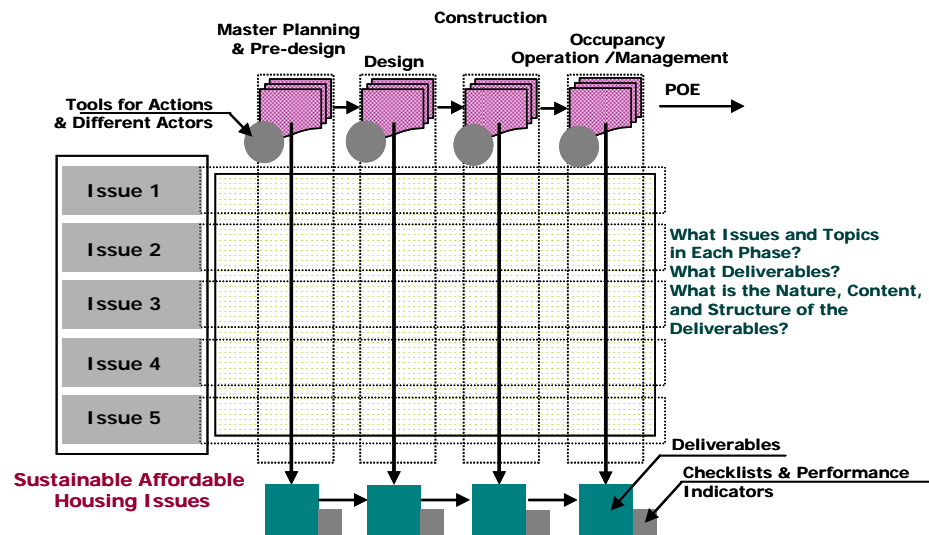 Construction
Master Planning
& Pre-design
Design
Occupancy
Operation /Management
POE
Tools for Actions
& Different Actors
Issue 1
Issue 2
Issue 3
Issue 4
Issue 5
What Issues and Topics
in Each Phase?
What Deliverables?
What is the Nature, Content,
and Structure of the
Deliverables?
Sustainable Affordable
Housing Issues
Deliverables
Checklists & Performance
Indicators